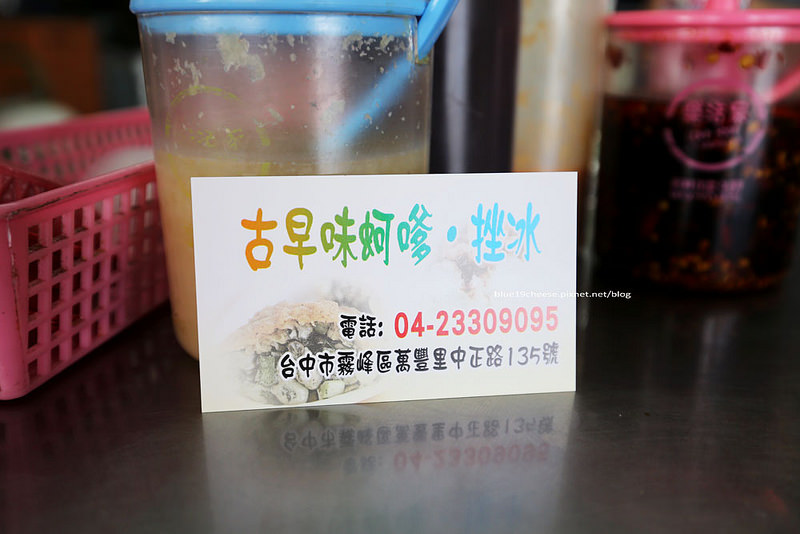 古早味蚵嗲·挫冰
blue15cheese.pixnet.net/blog
電話: 04-23309095
台中市霧峰區萬豐里中正路135號